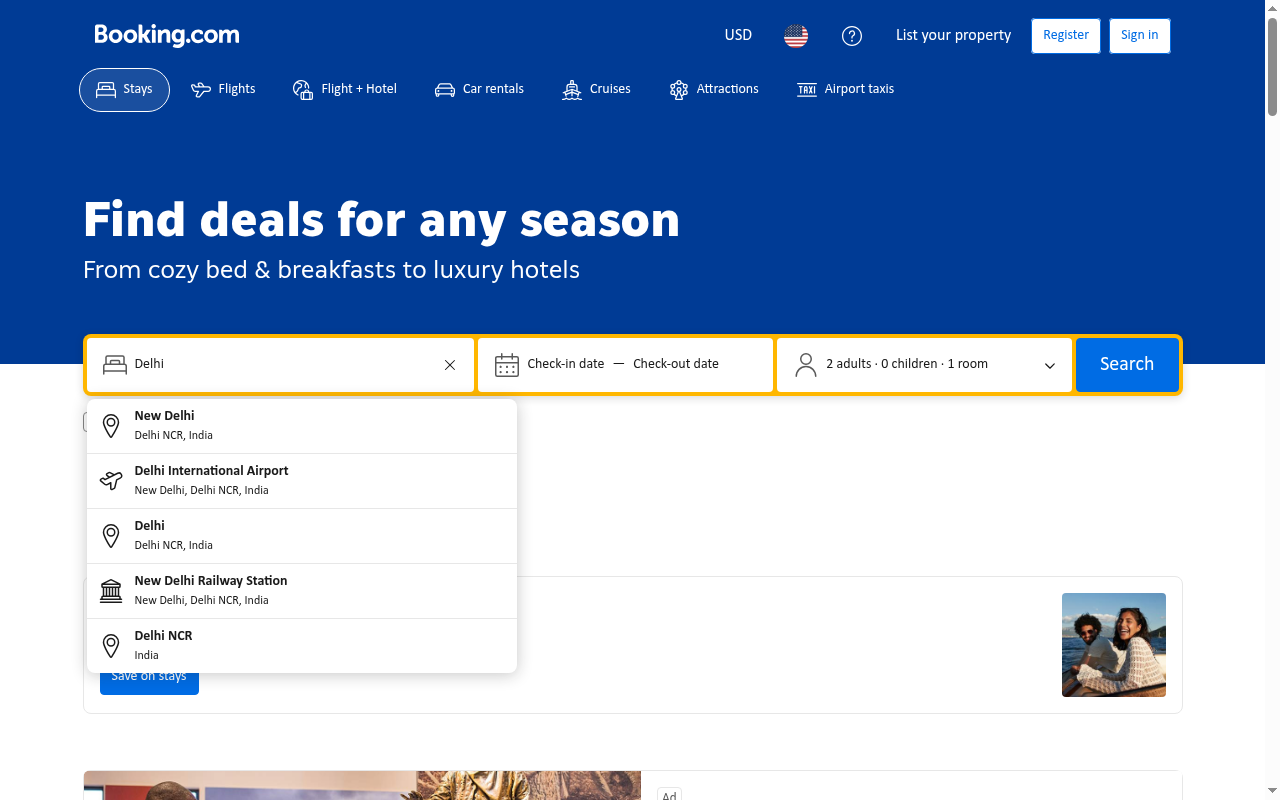 Booking.com
USD
List your property
Register
Sign in
Stays
Flights
Flight + Hotel
Car rentals
Cruises
Attractions
TAXI Airport taxis
Find deals for any season
From cozy bed & breakfasts to luxury hotels
Delhi
Check-in date — Check-out date
2 adults · 0 children · 1 room
Search
New Delhi
Delhi NCR, India
Delhi International Airport
New Delhi, Delhi NCR, India
Delhi
Delhi NCR, India
New Delhi Railway Station
New Delhi, Delhi NCR, India
Delhi NCR
India
Save on stays
Ad